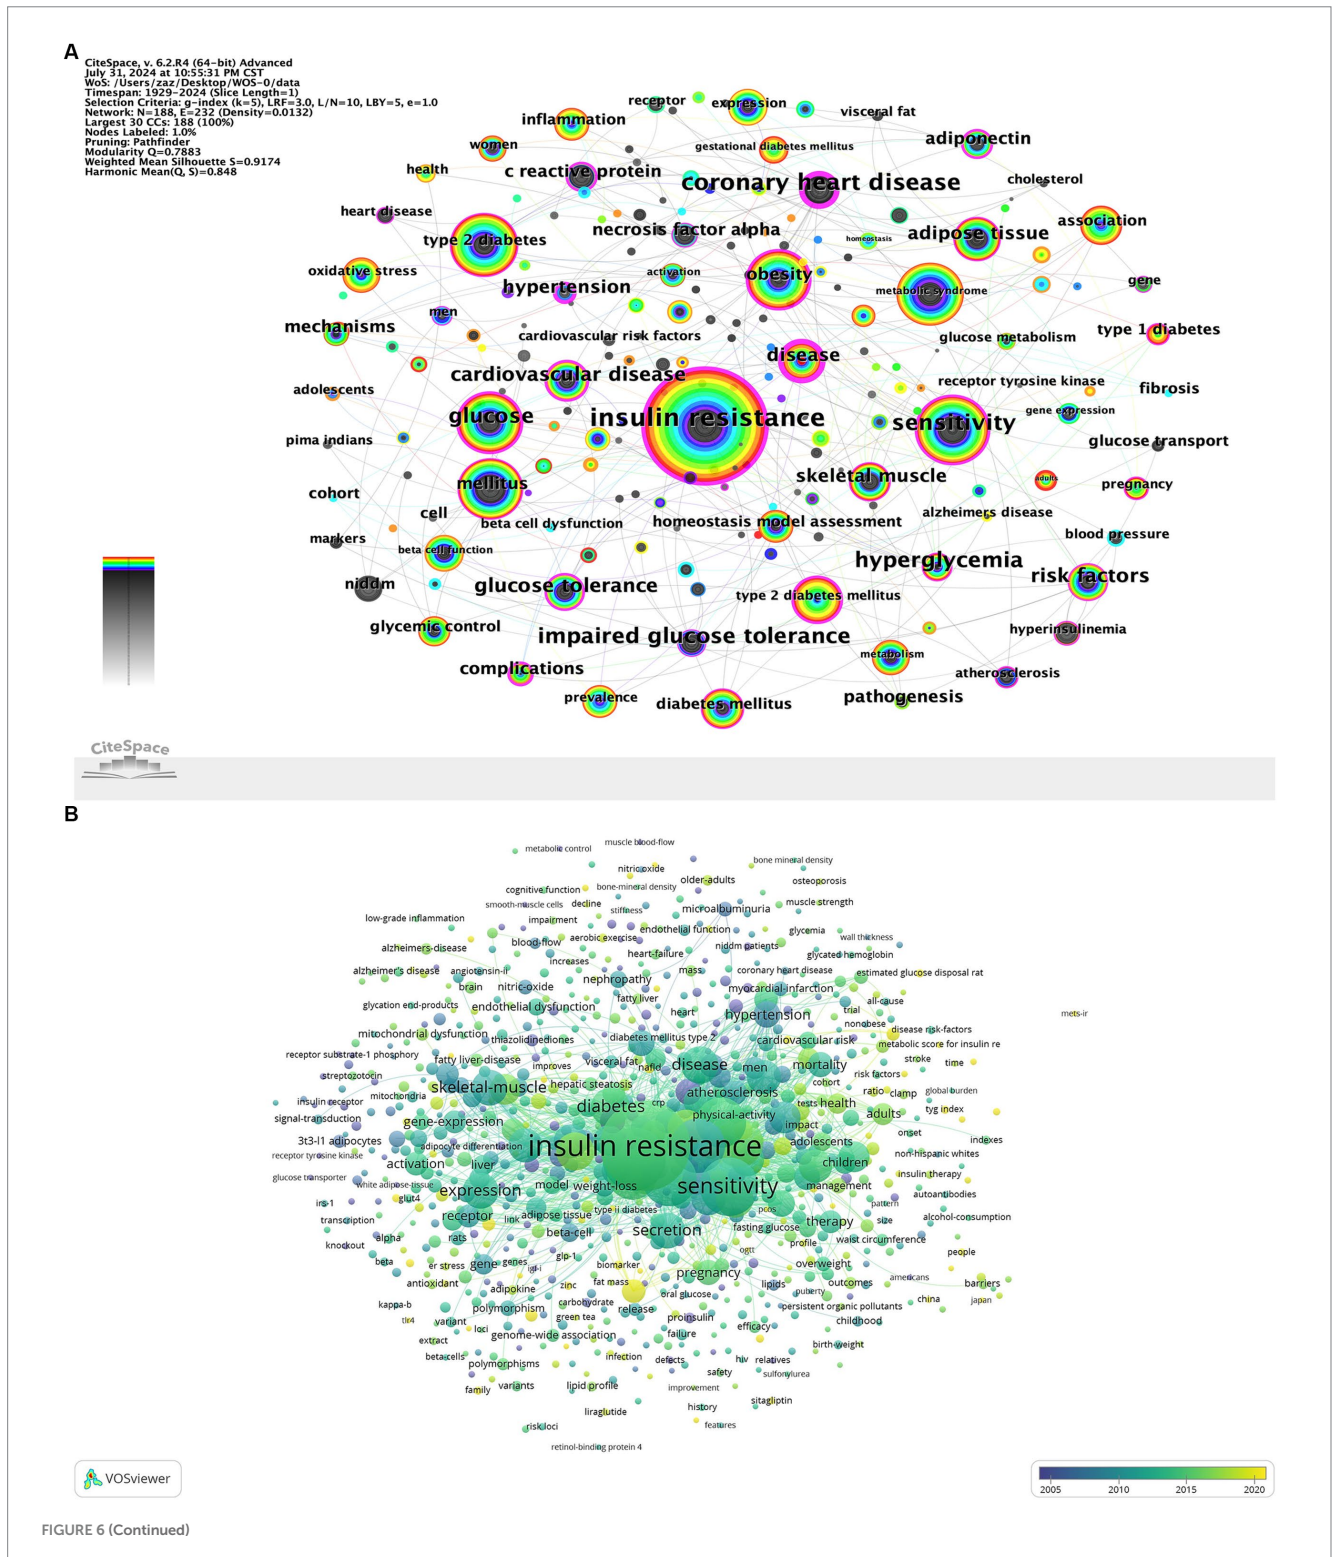 A
CiteSpace, v. 6.2.R4 (64-bit) Advanced
July 31, 2024 at 10:55:31 PM CST
WoS: /Users/zaz/Desktop/WOS-0/data
Timespan: 1929-2024 (Slice Length=1)
Selection Criteria: g-index (k=5), LRF=3.0, L/N=10, LBY=5, e=1.0
Network: N=188, E=232 (Density=0.0132)
Largest 30 CCs: 188 (100%)
Nodes Labeled: 1.0%
Pruning: Pathfinder
Modularity Q=0.7883
Weighted Mean Silhouette S=0.9174
Harmonic Mean(Q, S)=0.848
receptor
expression
visceral fat
inflammation
adiponectin
women
gestational diabetes mellitus
health
c reactive protein
coronary heart disease
cholesterol
heart disease
association
type 2 diabetes
necrosis factor alpha
homeostasis
adipose tissue
oxidative stress
activation
obesity
gene
hypertension
metabolic syndrome
men
mechanisms
cardiovascular risk factors
glucose metabolism
type 1 diabetes
disease
cardiovascular disease
receptor tyrosine kinase
fibrosis
adolescents
glucose
insulin resistance
sensitivity
gene expression
pima indians
glucose transport
mellitus
skeletal muscle
adults
pregnancy
cohort
cell
beta cell dysfunction
homeostasis model assessment
alzheimers disease
markers
beta cell function
blood pressure
hyperglycemia
niddm
glucose tolerance
type 2 diabetes mellitus
risk factors
glycemic control
impaired glucose tolerance
hyperinsulinemia
metabolism
complications
atherosclerosis
prevalence
diabetes mellitus
pathogenesis
CiteSpace
B
muscle blood-flow
metabolic control
bone mineral density
nitric oxide
older-adults
osteoporosis
cognitive function
bone-mineral density
smooth-muscle cells
decline
muscle strength
stiffness
microalbuminuria
low-grade inflammation
impairment
endothelial function
glycemia
blood-flow
aerobic exercise
wall thickness
alzheimers-disease
niddm patients
heart-failure
glycated hemoglobin
increases
alzheimer's disease
angiotensin-ii
mass
coronary heart disease
estimated glucose disposal rat
brain
nitric-oxide
nephropathy
myocardial-infarction
fatty liver
all-cause
glycation end-products
endothelial dysfunction
heart
hypertension
trial
mets-ir
nonobese
disease risk-factors
mitochondrial dysfunction
thiazolidinediones
diabetes mellitus type 2
cardiovascular risk
metabolic score for insulin re
receptor substrate-1 phosphory
fatty liver-disease
visceral fat
nafld
disease
men
mortality
stroke
time
improves
streptozotocin
risk factors
skeletal-muscle
hepatic steatosis
cohort
mitochondria
atherosclerosis
ratio
clamp
global burden
insulin receptor
diabetes
crp
tests
health
signal-transduction
gene-expression
physical-activity
adults
tyg index
impact
3t3-l1 adipocytes
adipocyte differentiation
insulin resistance
adolescents
onset
indexes
receptor tyrosine kinase
non-hispanic whites
activation
liver
children
glucose transporter
white adipose-tissue
insulin therapy
expression
model
weight-loss
sensitivity
management
autoantibodies
irs-1
glut4
pattern
transcription
receptor
link
adipose tissue
type ii diabetes
pcos
therapy
size
alcohol-consumption
knockout
alpha
rats
beta-cell
secretion
fasting glucose
profile
waist circumference
beta
er stress
gene
genes
glp-1
ogtt
people
igf-i
biomarker
pregnancy
overweight
antioxidant
adipokine
zinc
fat mass
lipids
outcomes
americans
barriers
oral glucose
puberty
kappa-b
polymorphism
carbohydrate
release
persistent organic pollutants
china
japan
tlr4
variant
green tea
proinsulin
childhood
loci
genome-wide association
failure
efficacy
extract
birth-weight
beta-cells
polymorphisms
infection
defects
hiv
relatives
safety
sulfonylurea
family
variants
lipid profile
improvement
liraglutide
history
sitagliptin
risk loci
features
retinol-binding protein 4
VOSviewer
2005
2010
2015
2020
FIGURE 6 (Continued)